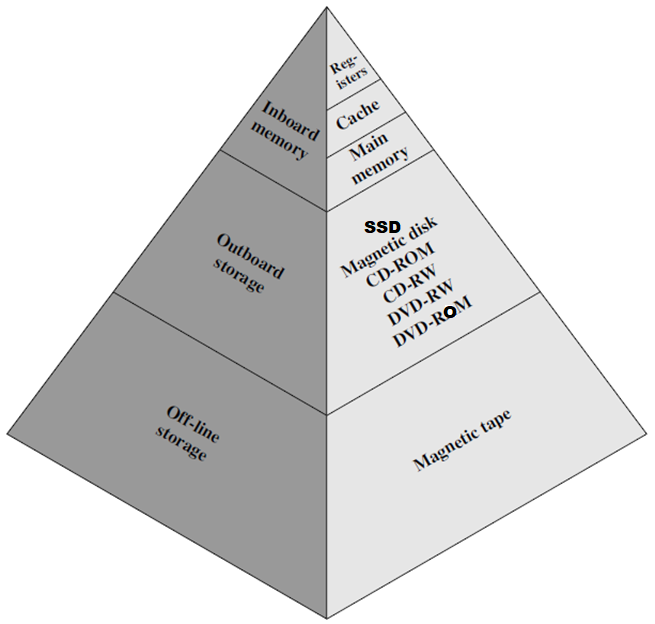 Reg-
isters
Cache
Main
memory
Inboard
memory
SSD
Magnetic disk
CD-ROM
CD-RW
DVD-RW
DVD-ROM
Outboard
storage
Magnetic tape
Off-line
storage